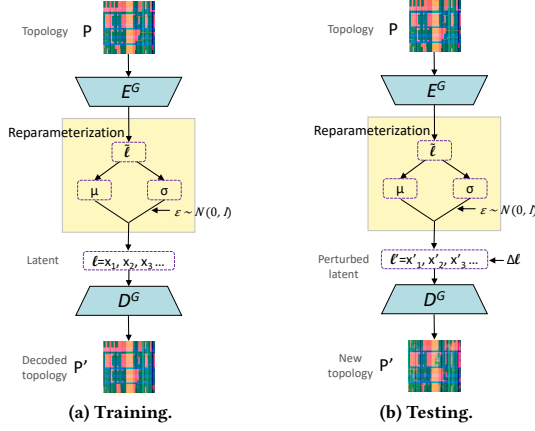 Topology P
E^G
Reparameterization
ℓ̃
μ σ
ε ~ N(0, I)
Latent ℓ=x₁, x₂, x₃ ...
D^G
Decoded
topology P'
(a) Training.
Topology P
E^G
Reparameterization
ℓ̃
μ σ
ε ~ N(0, I)
Perturbed
latent ℓ'=x'₁, x'₂, x'₃ ... Δℓ
D^G
New
topology P'
(b) Testing.